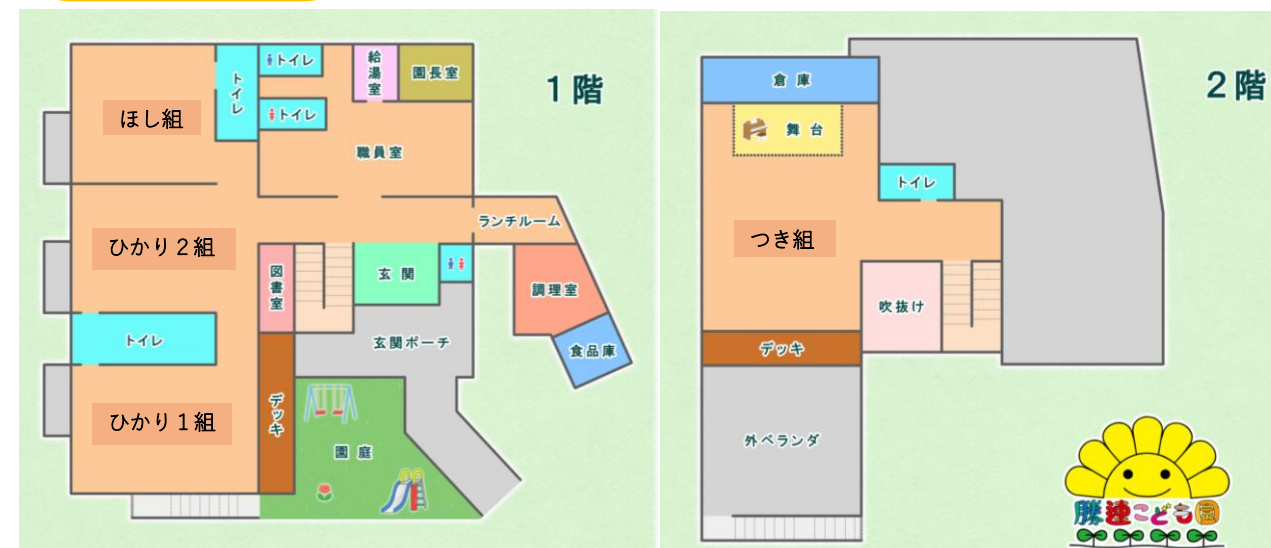 1階
トイレ
トイレ
トイレ
給湯室
園長室
ほし組
職員室
ランチルーム
ひかり2組
図書室
玄関
調理室
トイレ
玄関ポーチ
食品庫
ひかり1組
デッキ
園庭
2階
倉庫
舞台
トイレ
つき組
吹抜け
デッキ
外ベランダ
勝連こども園